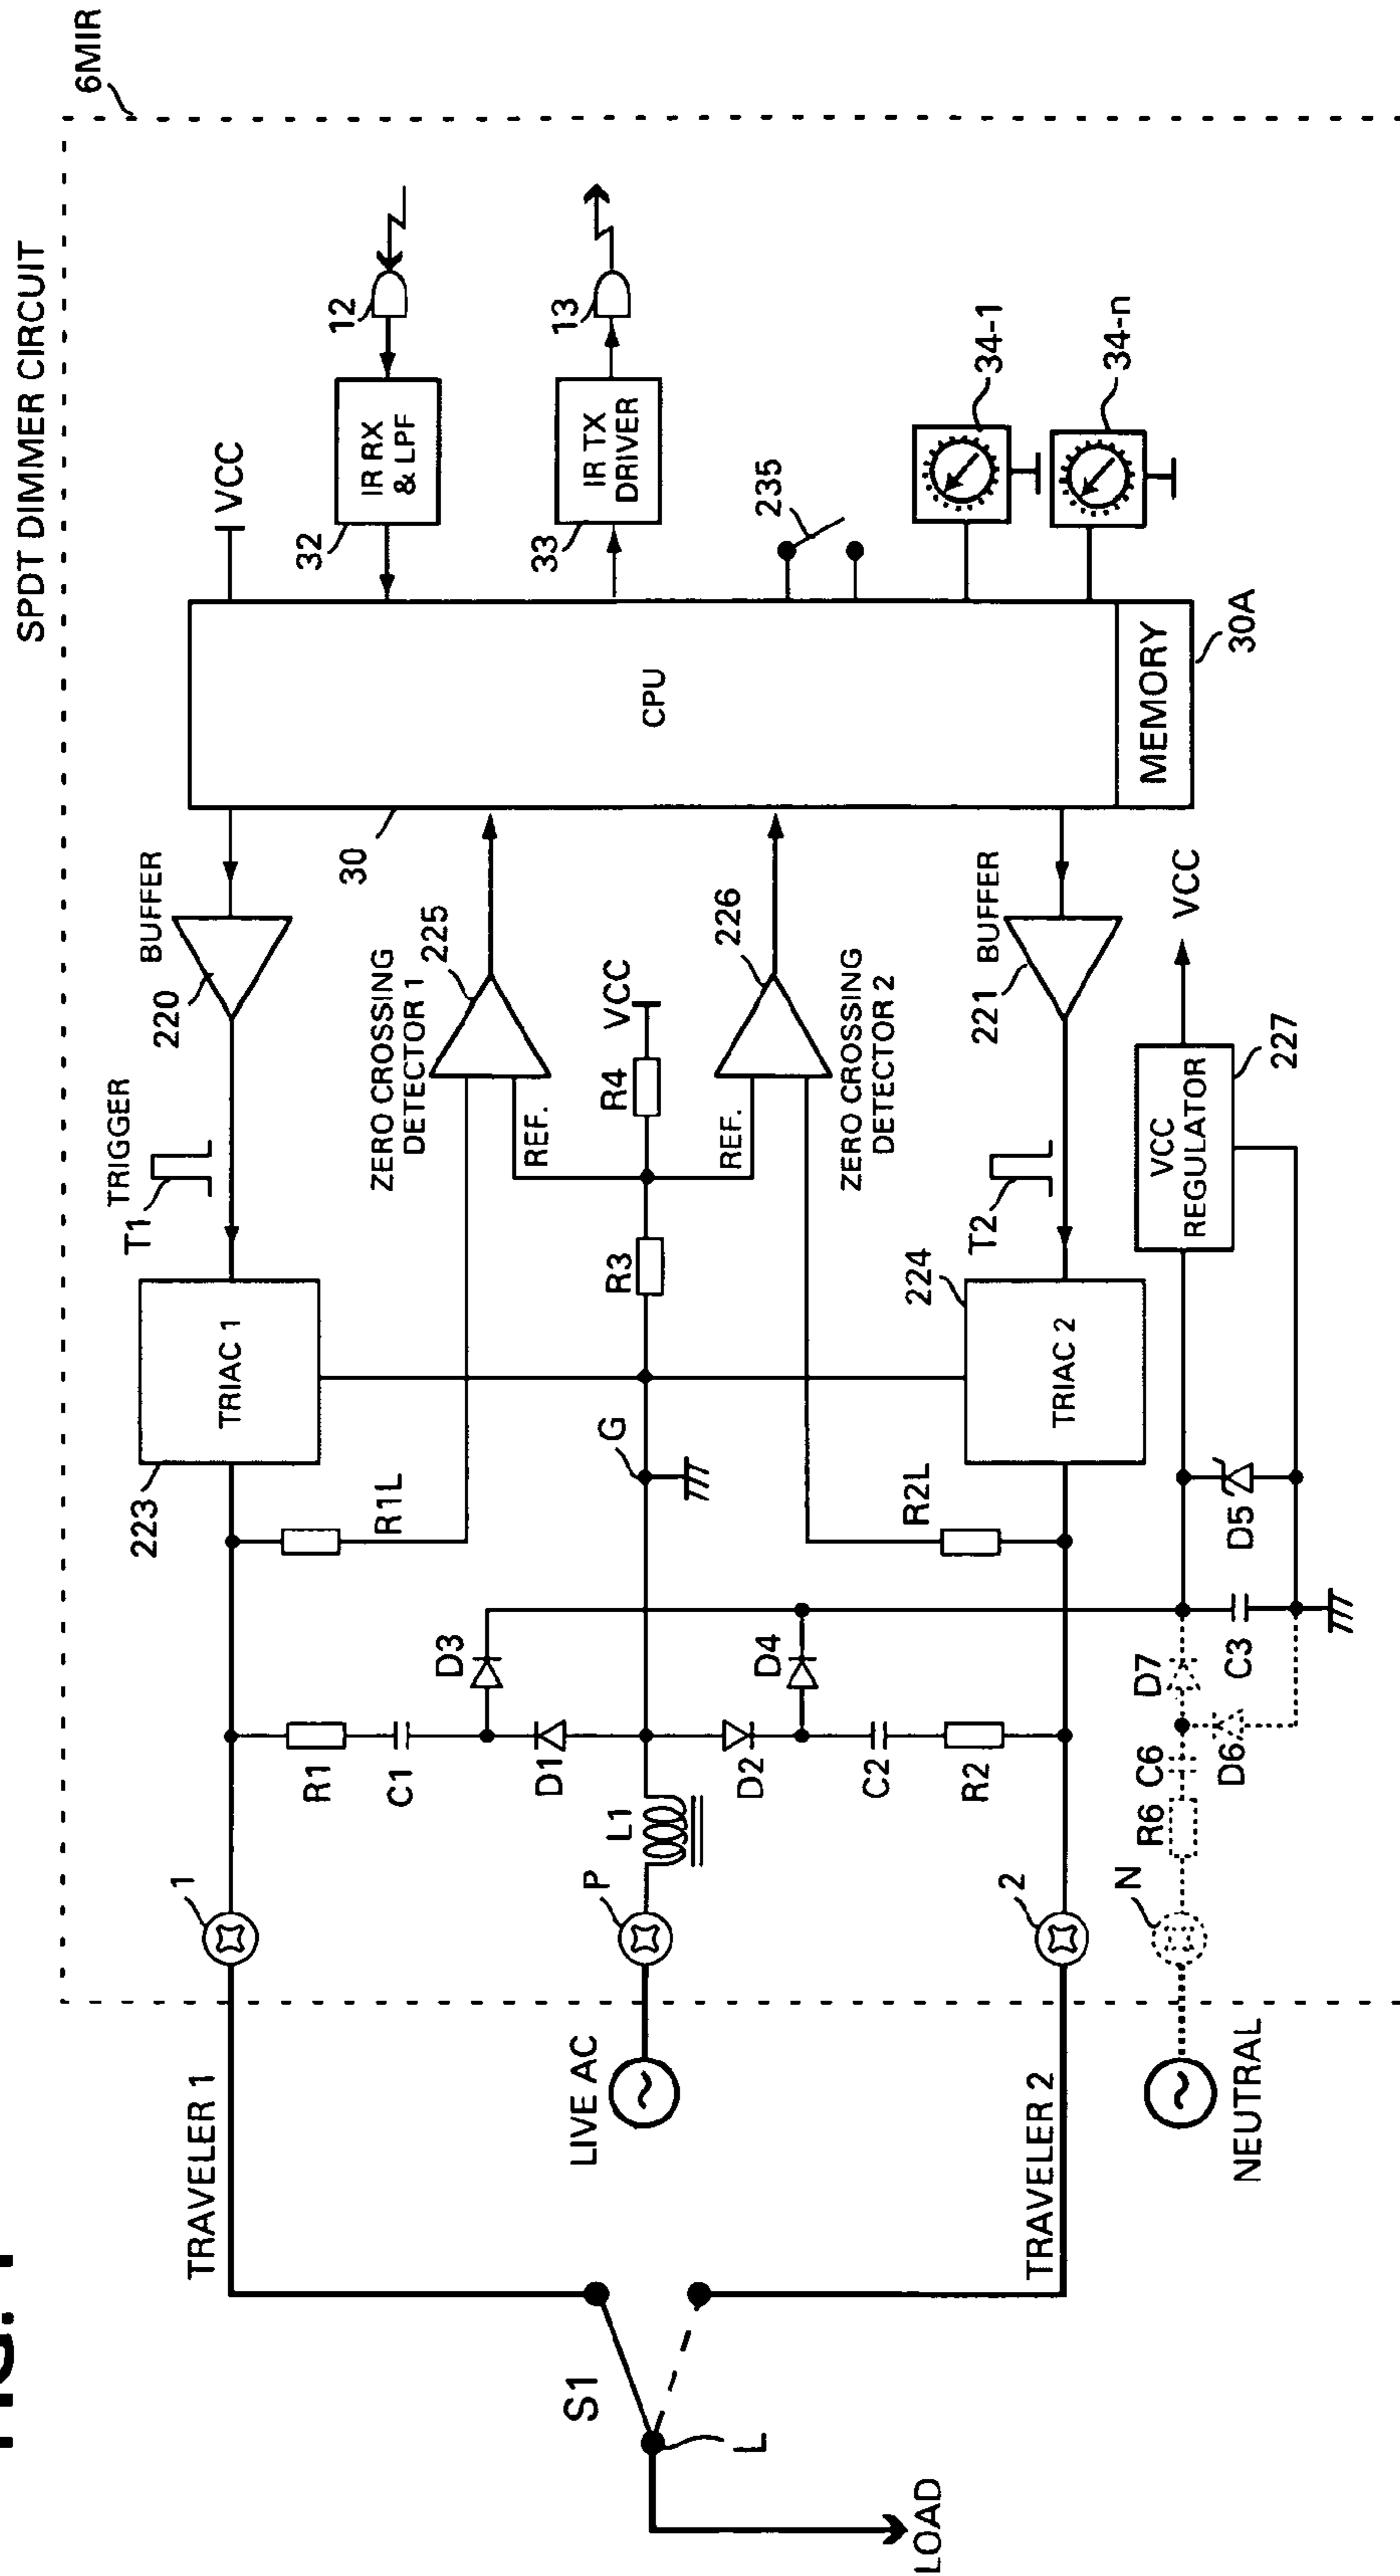 SPDT DIMMER CIRCUIT
6MIR
TRAVELER 1
1
R1
C1
D1
D3
223
TRIAC 1
R1L
T1
TRIGGER
220
BUFFER
VCC
32
IR RX
& LPF
12
33
IR TX
DRIVER
13
30
CPU
ZERO CROSSING
DETECTOR 1
225
REF.
S1
L
LOAD
LIVE AC
P
L1
G
R3
R4
VCC
REF.
226
ZERO CROSSING
DETECTOR 2
235
34-1
34-n
TRAVELER 2
2
D2
D4
C2
R2
R2L
224
TRIAC 2
T2
221
BUFFER
MEMORY
30A
NEUTRAL
N
R6
C6
D7
D6
C3
D5
VCC
REGULATOR
227
VCC